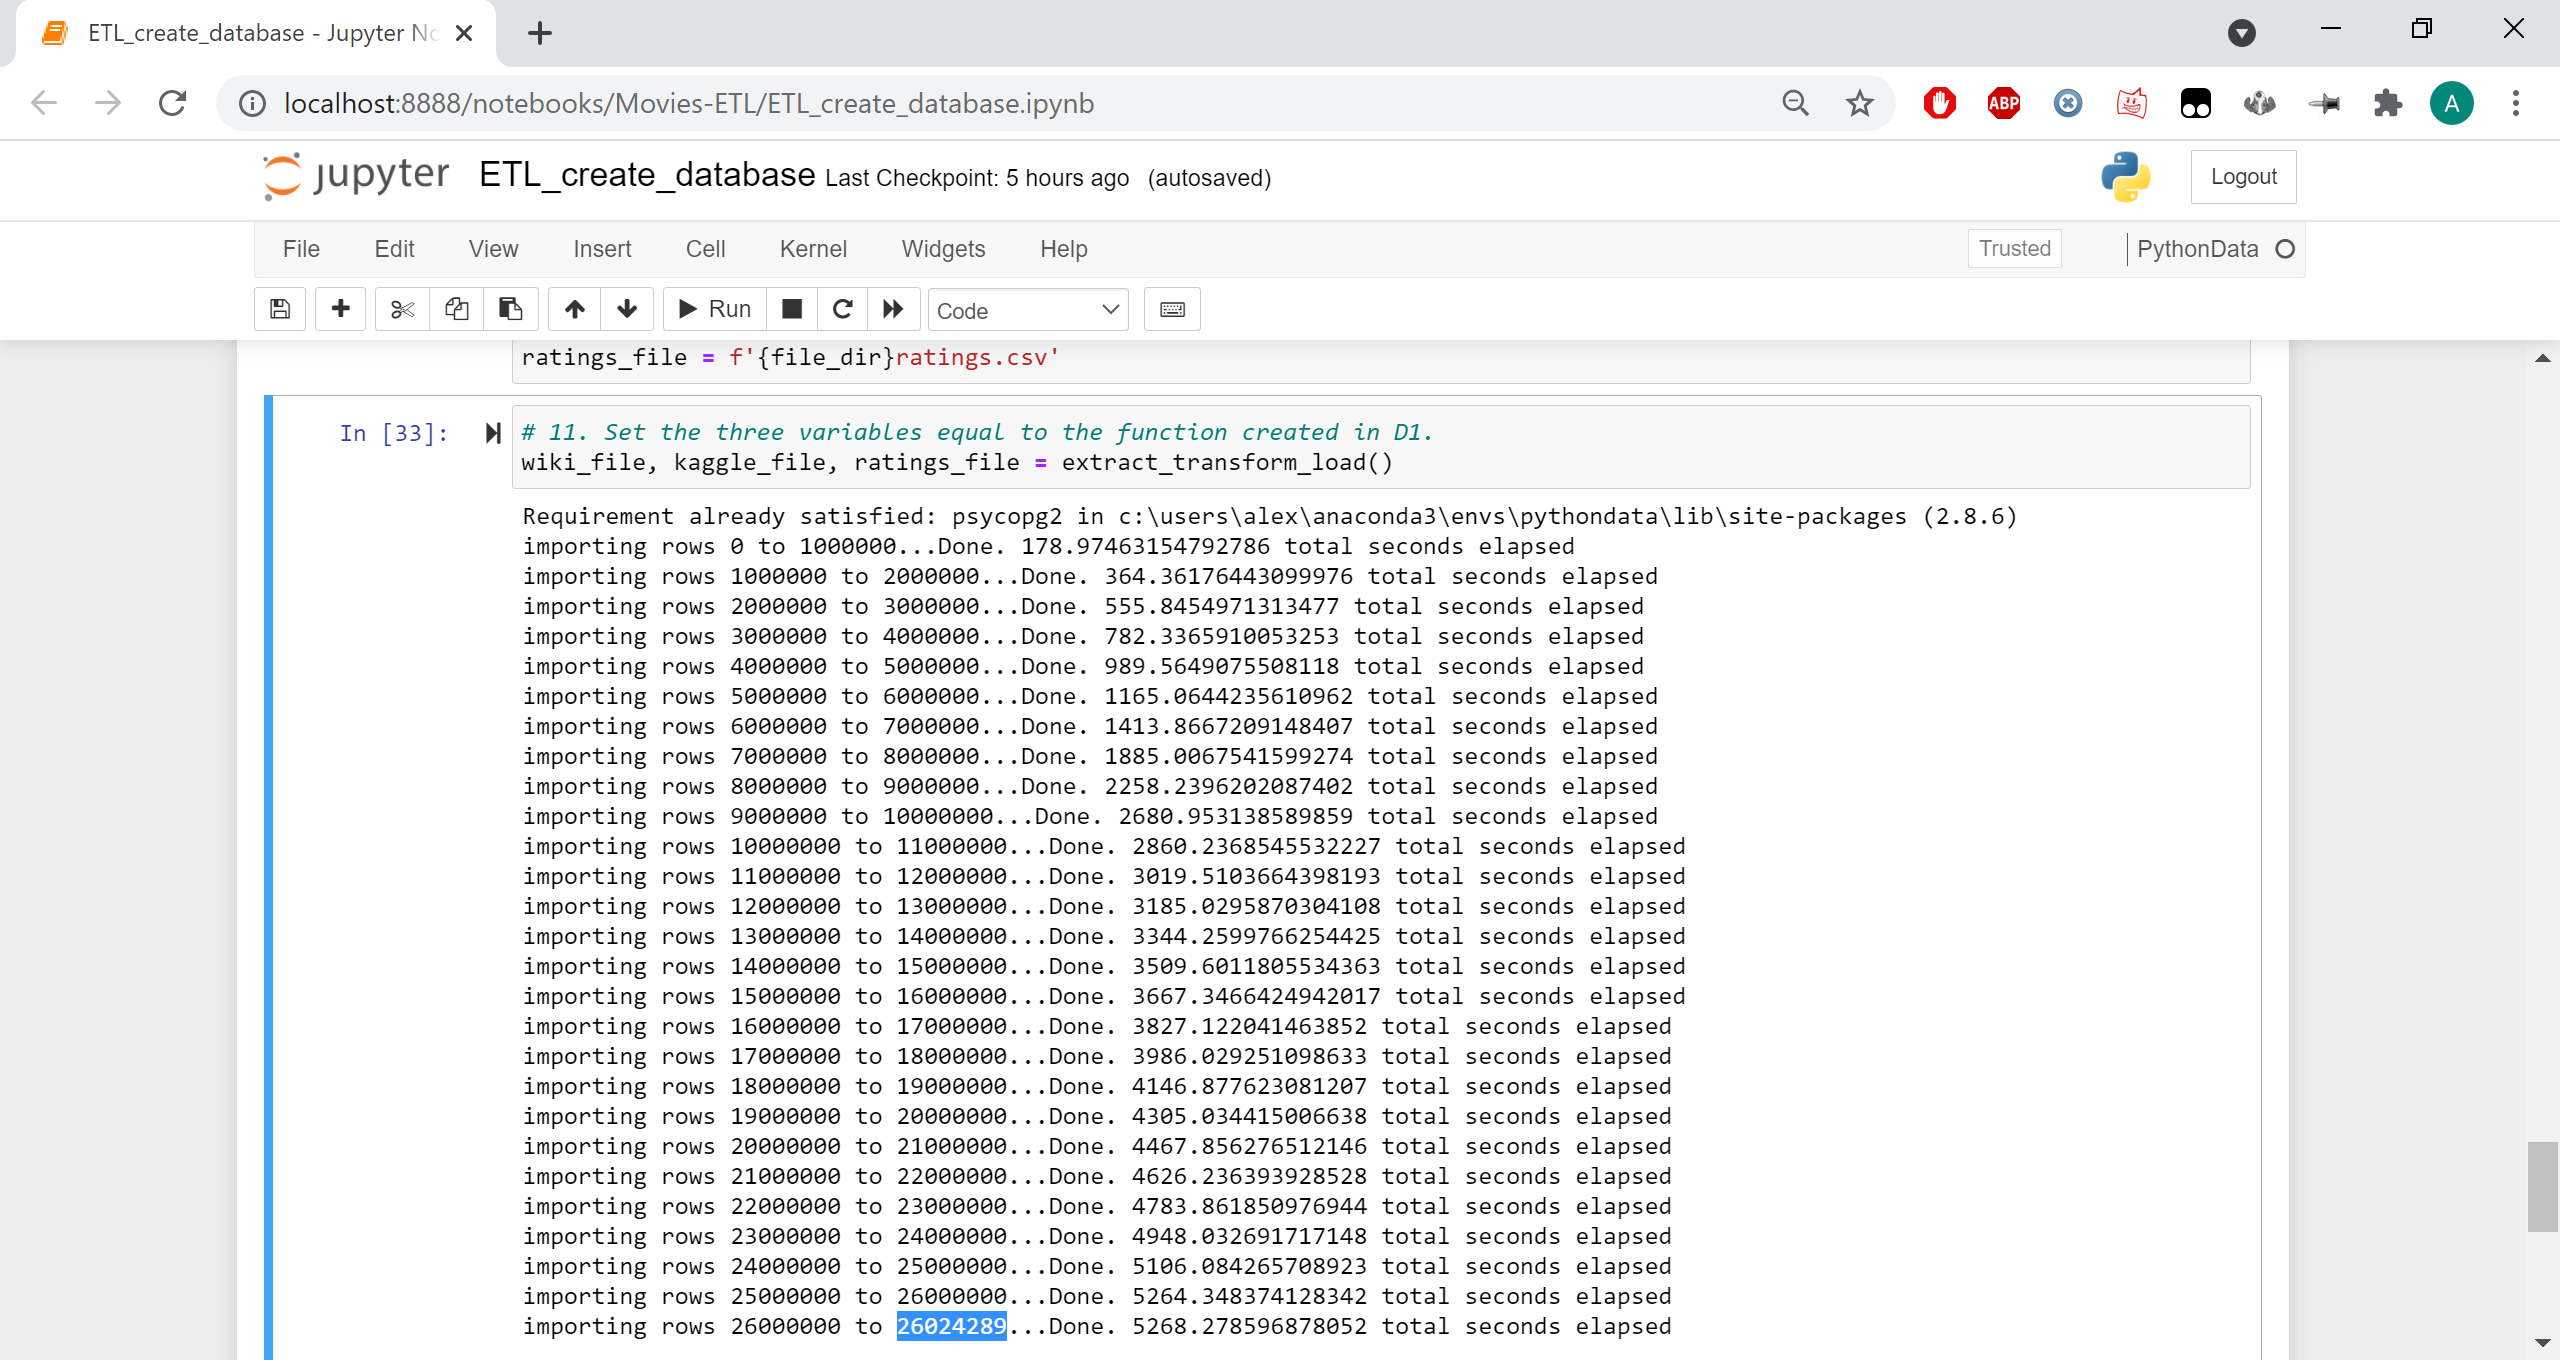 ETL_create_database - Jupyter No
localhost:8888/notebooks/Movies-ETL/ETL_create_database.ipynb
ABP
A
jupyter ETL_create_database Last Checkpoint: 5 hours ago (autosaved)
Logout
File Edit View Insert Cell Kernel Widgets Help
Trusted
PythonData
Run
Code
ratings_file = f'{file_dir}ratings.csv'
In [33]:
# 11. Set the three variables equal to the function created in D1.
wiki_file, kaggle_file, ratings_file = extract_transform_load()
Requirement already satisfied: psycopg2 in c:\users\alex\anaconda3\envs\pythondata\lib\site-packages (2.8.6)
importing rows 0 to 1000000...Done. 178.97463154792786 total seconds elapsed
importing rows 1000000 to 2000000...Done. 364.36176443099976 total seconds elapsed
importing rows 2000000 to 3000000...Done. 555.8454971313477 total seconds elapsed
importing rows 3000000 to 4000000...Done. 782.3365910053253 total seconds elapsed
importing rows 4000000 to 5000000...Done. 989.5649075508118 total seconds elapsed
importing rows 5000000 to 6000000...Done. 1165.0644235610962 total seconds elapsed
importing rows 6000000 to 7000000...Done. 1413.8667209148407 total seconds elapsed
importing rows 7000000 to 8000000...Done. 1885.0067541599274 total seconds elapsed
importing rows 8000000 to 9000000...Done. 2258.2396202087402 total seconds elapsed
importing rows 9000000 to 10000000...Done. 2680.953138589859 total seconds elapsed
importing rows 10000000 to 11000000...Done. 2860.2368545532227 total seconds elapsed
importing rows 11000000 to 12000000...Done. 3019.5103664398193 total seconds elapsed
importing rows 12000000 to 13000000...Done. 3185.0295870304108 total seconds elapsed
importing rows 13000000 to 14000000...Done. 3344.2599766254425 total seconds elapsed
importing rows 14000000 to 15000000...Done. 3509.6011805534363 total seconds elapsed
importing rows 15000000 to 16000000...Done. 3667.3466424942017 total seconds elapsed
importing rows 16000000 to 17000000...Done. 3827.122041463852 total seconds elapsed
importing rows 17000000 to 18000000...Done. 3986.029251098633 total seconds elapsed
importing rows 18000000 to 19000000...Done. 4146.877623081207 total seconds elapsed
importing rows 19000000 to 20000000...Done. 4305.034415006638 total seconds elapsed
importing rows 20000000 to 21000000...Done. 4467.856276512146 total seconds elapsed
importing rows 21000000 to 22000000...Done. 4626.236393928528 total seconds elapsed
importing rows 22000000 to 23000000...Done. 4783.861850976944 total seconds elapsed
importing rows 23000000 to 24000000...Done. 4948.032691717148 total seconds elapsed
importing rows 24000000 to 25000000...Done. 5106.084265708923 total seconds elapsed
importing rows 25000000 to 26000000...Done. 5264.348374128342 total seconds elapsed
importing rows 26000000 to 26024289...Done. 5268.278596878052 total seconds elapsed